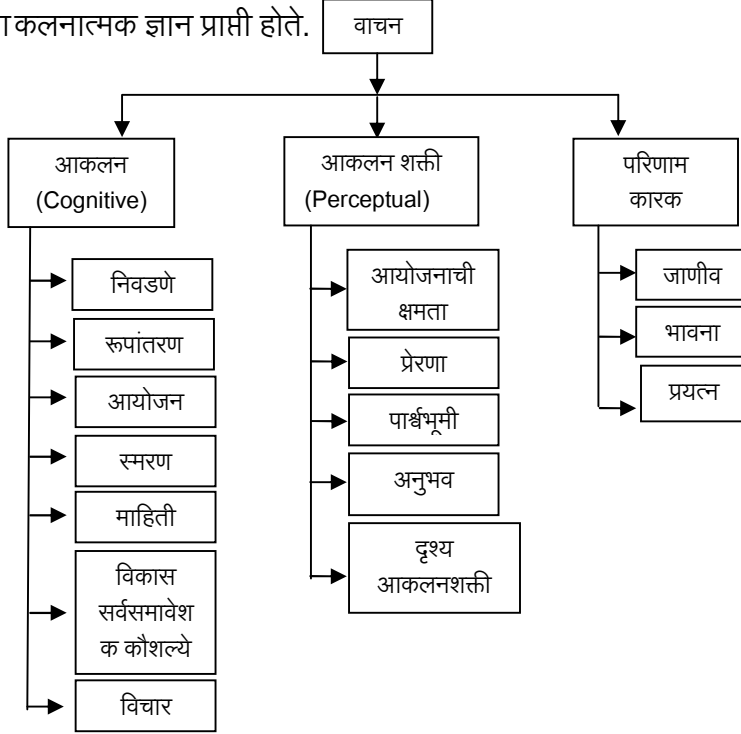 ाकलनात्मक ज्ञान प्राप्ती होते.
वाचन
आकलन
(Cognitive)
निवडणे
रूपांतरण
आयोजन
स्मरण
माहिती
विकास
सर्वसमावेश
क कौशल्ये
विचार
आकलन शक्ती
(Perceptual)
आयोजनाची
क्षमता
प्रेरणा
पार्श्वभूमी
अनुभव
दृश्य
आकलनशक्ती
परिणाम
कारक
जाणीव
भावना
प्रयत्न